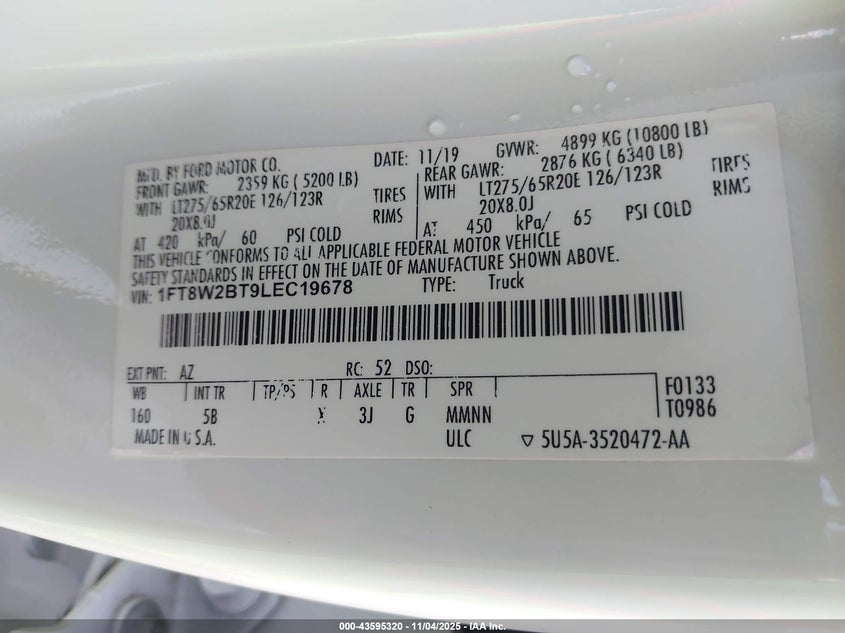 MFD. BY FORD MOTOR CO. DATE: 11/19 GVWR: 4899 KG (10800 LB)
FRONT GAWR: 2359 KG ( 5200 LB) REAR GAWR: 2876 KG ( 6340 LB)
WITH LT275/65R20E 126/123R TIRES WITH LT275/65R20E 126/123R TIRES
20X8.0J RIMS 20X8.0J RIMS
AT 420 kPa/ 60 PSI COLD AT 450 kPa/ 65 PSI COLD
THIS VEHICLE CONFORMS TO ALL APPLICABLE FEDERAL MOTOR VEHICLE
SAFETY STANDARDS IN EFFECT ON THE DATE OF MANUFACTURE SHOWN ABOVE.
VIN: 1FT8W2BT9LEC19678 TYPE: Truck
EXT PNT: AZ RC: 52 DSO:
WB INT TR TP/PS R AXLE TR SPR F0133
160 5B X 3J G MMNN T0986
MADE IN U.S.A. ULC ▽ 5U5A-3520472-AA
000-43595320 - 11/04/2025 - IAA Inc.